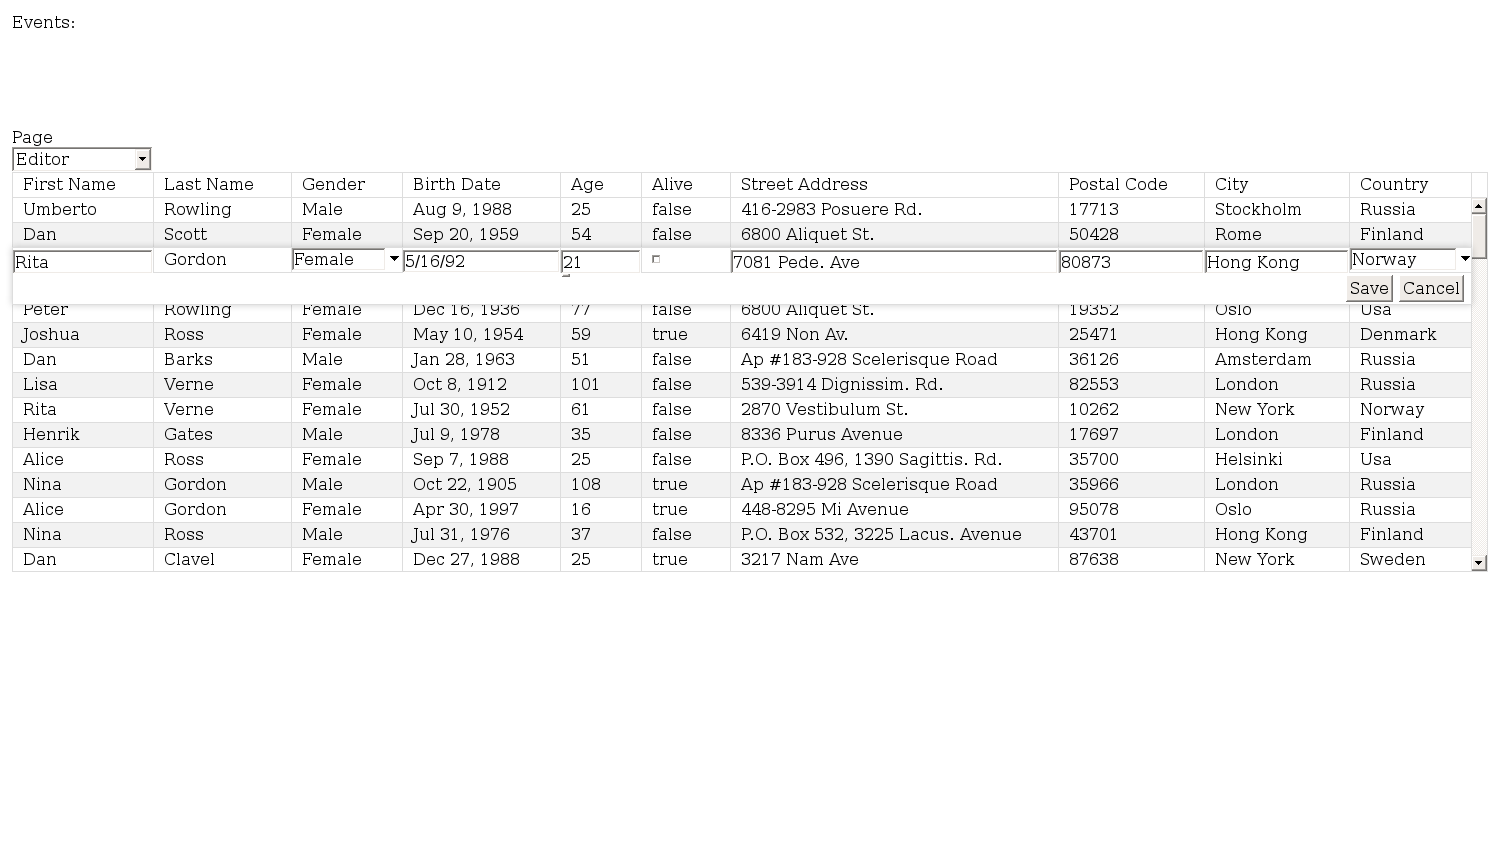 Events:
Page
Editor
First Name Last Name Gender Birth Date Age Alive Street Address Postal Code City Country
Umberto Rowling Male Aug 9, 1988 25 false 416-2983 Posuere Rd. 17713 Stockholm Russia
Dan Scott Female Sep 20, 1959 54 false 6800 Aliquet St. 50428 Rome Finland
Rita Gordon Female 5/16/92 21 7081 Pede. Ave 80873 Hong Kong Norway
Save Cancel
Peter Rowling Female Dec 16, 1936 77 false 6800 Aliquet St. 19352 Oslo Usa
Joshua Ross Female May 10, 1954 59 true 6419 Non Av. 25471 Hong Kong Denmark
Dan Barks Male Jan 28, 1963 51 false Ap #183-928 Scelerisque Road 36126 Amsterdam Russia
Lisa Verne Female Oct 8, 1912 101 false 539-3914 Dignissim. Rd. 82553 London Russia
Rita Verne Female Jul 30, 1952 61 false 2870 Vestibulum St. 10262 New York Norway
Henrik Gates Male Jul 9, 1978 35 false 8336 Purus Avenue 17697 London Finland
Alice Ross Female Sep 7, 1988 25 false P.O. Box 496, 1390 Sagittis. Rd. 35700 Helsinki Usa
Nina Gordon Male Oct 22, 1905 108 true Ap #183-928 Scelerisque Road 35966 London Russia
Alice Gordon Female Apr 30, 1997 16 true 448-8295 Mi Avenue 95078 Oslo Russia
Nina Ross Male Jul 31, 1976 37 false P.O. Box 532, 3225 Lacus. Avenue 43701 Hong Kong Finland
Dan Clavel Female Dec 27, 1988 25 true 3217 Nam Ave 87638 New York Sweden